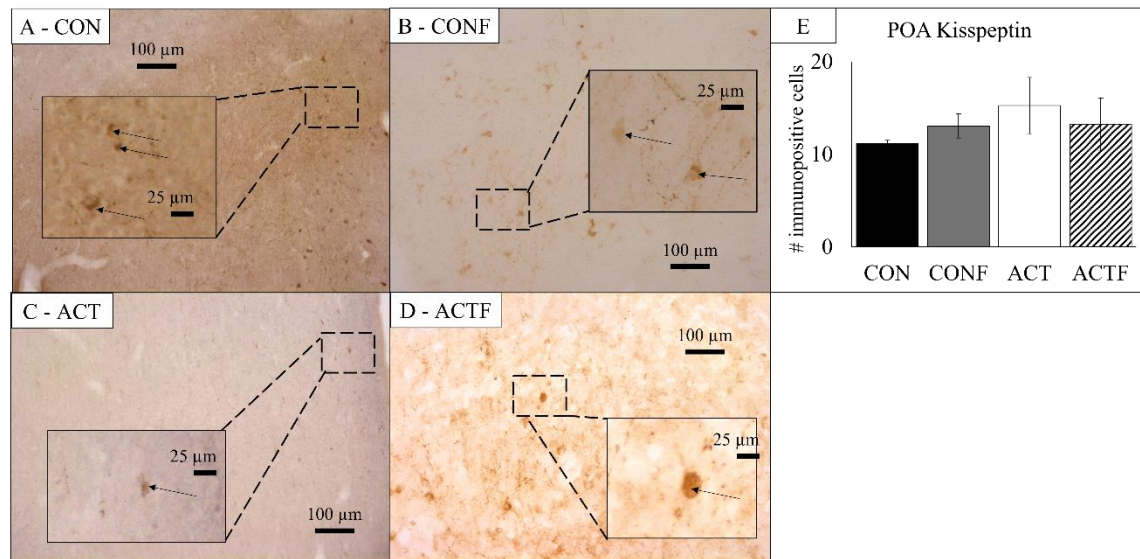 A - CON
100 µm
25 µm
B - CONF
25 µm
100 µm
C - ACT
25 µm
100 µm
D - ACTF
100 µm
25 µm
E
POA Kisspeptin
# immunopositive cells
20
10
0
CON CONF ACT ACTF